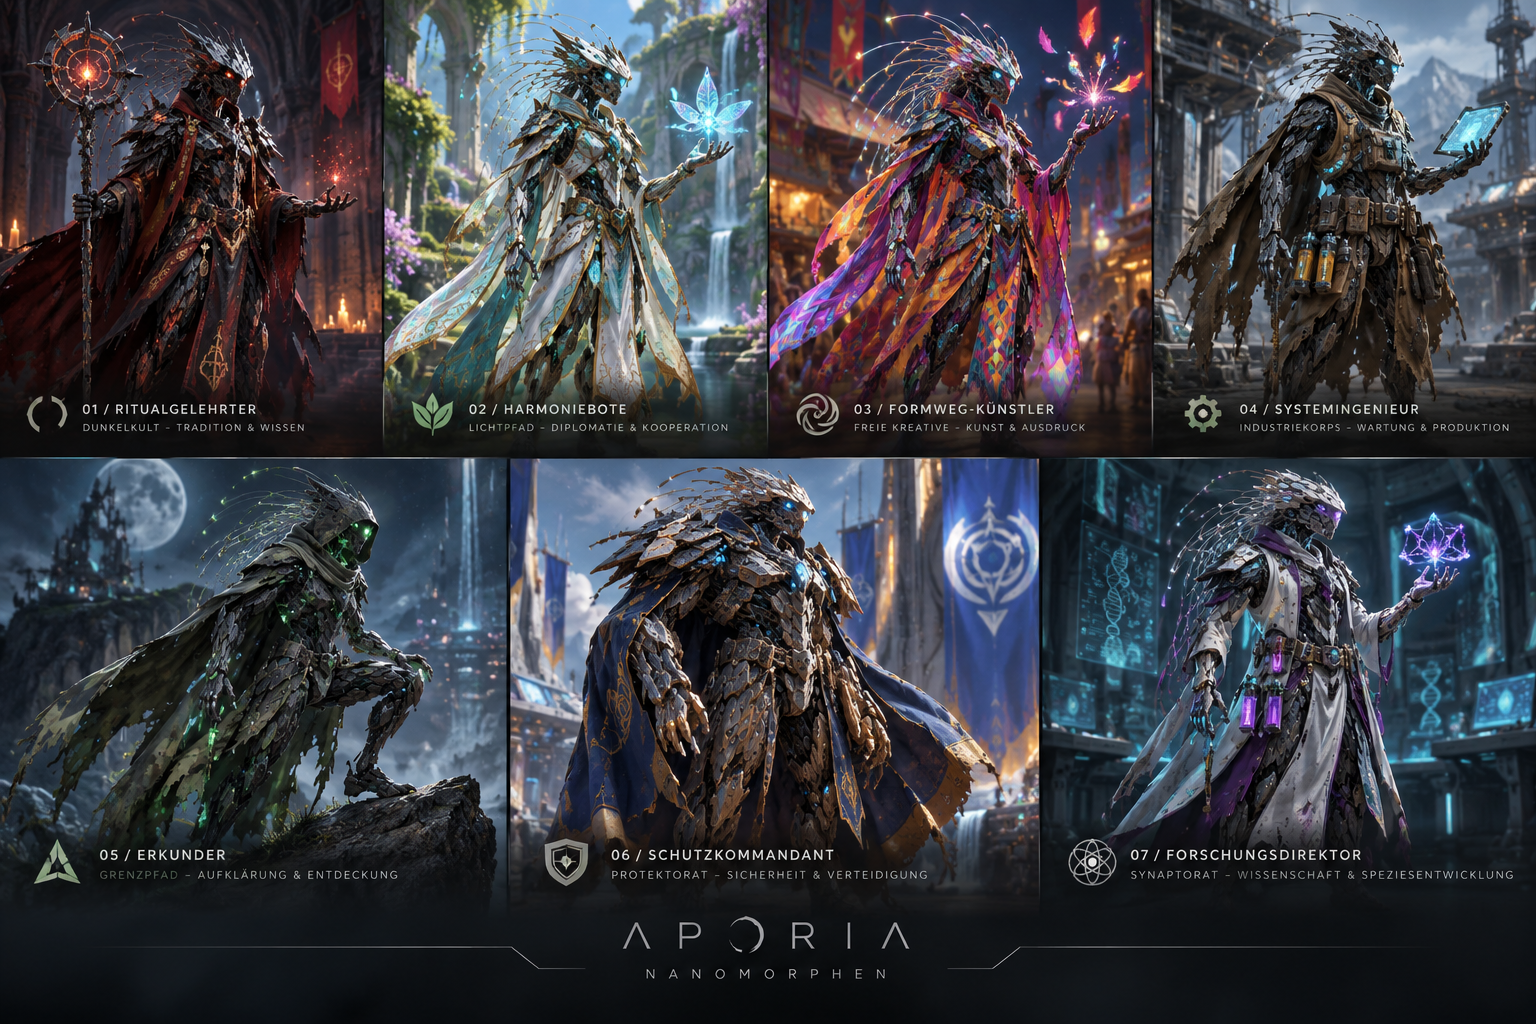 01 / RITUALGELEHRTER
DUNKELKULT – TRADITION & WISSEN
02 / HARMONIEBOTE
LICHTPFAD – DIPLOMATIE & KOOPERATION
03 / FORMWEG-KÜNSTLER
FREIE KREATIVE – KUNST & AUSDRUCK
04 / SYSTEMINGENIEUR
INDUSTRIEKORPS – WARTUNG & PRODUKTION
05 / ERKUNDER
GRENZPFAD – AUFKLÄRUNG & ENTDECKUNG
06 / SCHUTZKOMMANDANT
PROTEKTORAT – SICHERHEIT & VERTEIDIGUNG
07 / FORSCHUNGSDIREKTOR
SYNAPTORAT – WISSENSCHAFT & SPEZIESENTWICKLUNG
APORIA
NANOMORPHEN